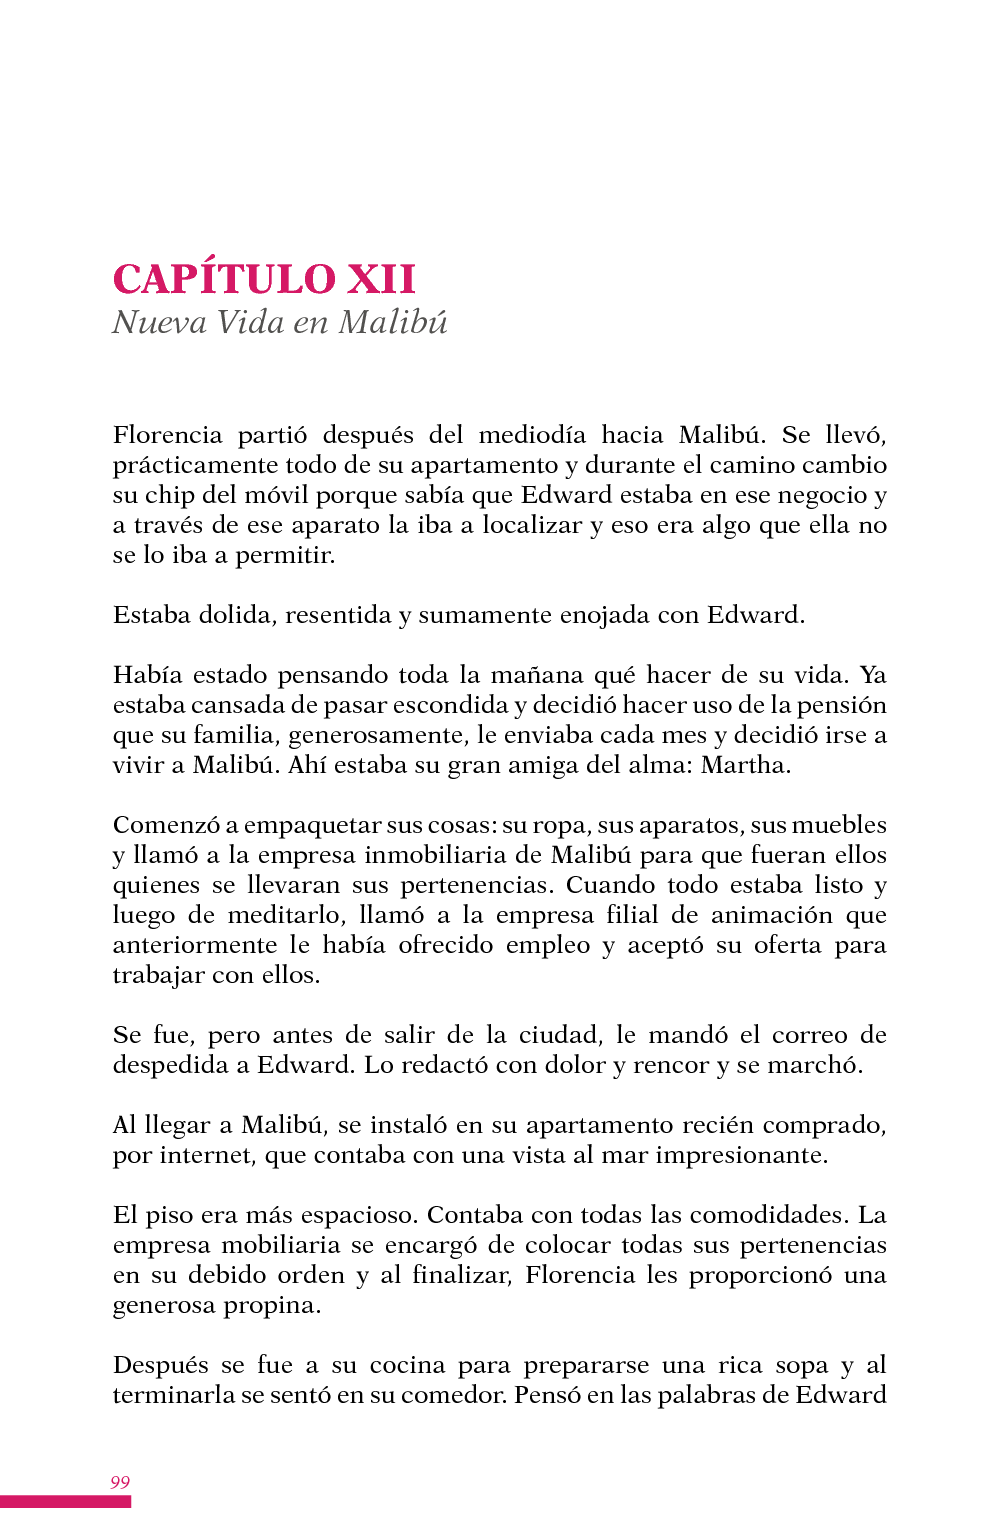 CAPÍTULO XII
Nueva Vida en Malibú
Florencia partió después del mediodía hacia Malibú. Se llevó,
prácticamente todo de su apartamento y durante el camino cambio
su chip del móvil porque sabía que Edward estaba en ese negocio y
a través de ese aparato la iba a localizar y eso era algo que ella no
se lo iba a permitir.
Estaba dolida, resentida y sumamente enojada con Edward.
Había estado pensando toda la mañana qué hacer de su vida. Ya
estaba cansada de pasar escondida y decidió hacer uso de la pensión
que su familia, generosamente, le enviaba cada mes y decidió irse a
vivir a Malibú. Ahí estaba su gran amiga del alma: Martha.
Comenzó a empaquetar sus cosas: su ropa, sus aparatos, sus muebles
y llamó a la empresa inmobiliaria de Malibú para que fueran ellos
quienes se llevaran sus pertenencias. Cuando todo estaba listo y
luego de meditarlo, llamó a la empresa filial de animación que
anteriormente le había ofrecido empleo y aceptó su oferta para
trabajar con ellos.
Se fue, pero antes de salir de la ciudad, le mandó el correo de
despedida a Edward. Lo redactó con dolor y rencor y se marchó.
Al llegar a Malibú, se instaló en su apartamento recién comprado,
por internet, que contaba con una vista al mar impresionante.
El piso era más espacioso. Contaba con todas las comodidades. La
empresa mobiliaria se encargó de colocar todas sus pertenencias
en su debido orden y al finalizar, Florencia les proporcionó una
generosa propina.
Después se fue a su cocina para prepararse una rica sopa y al
terminarla se sentó en su comedor. Pensó en las palabras de Edward
99